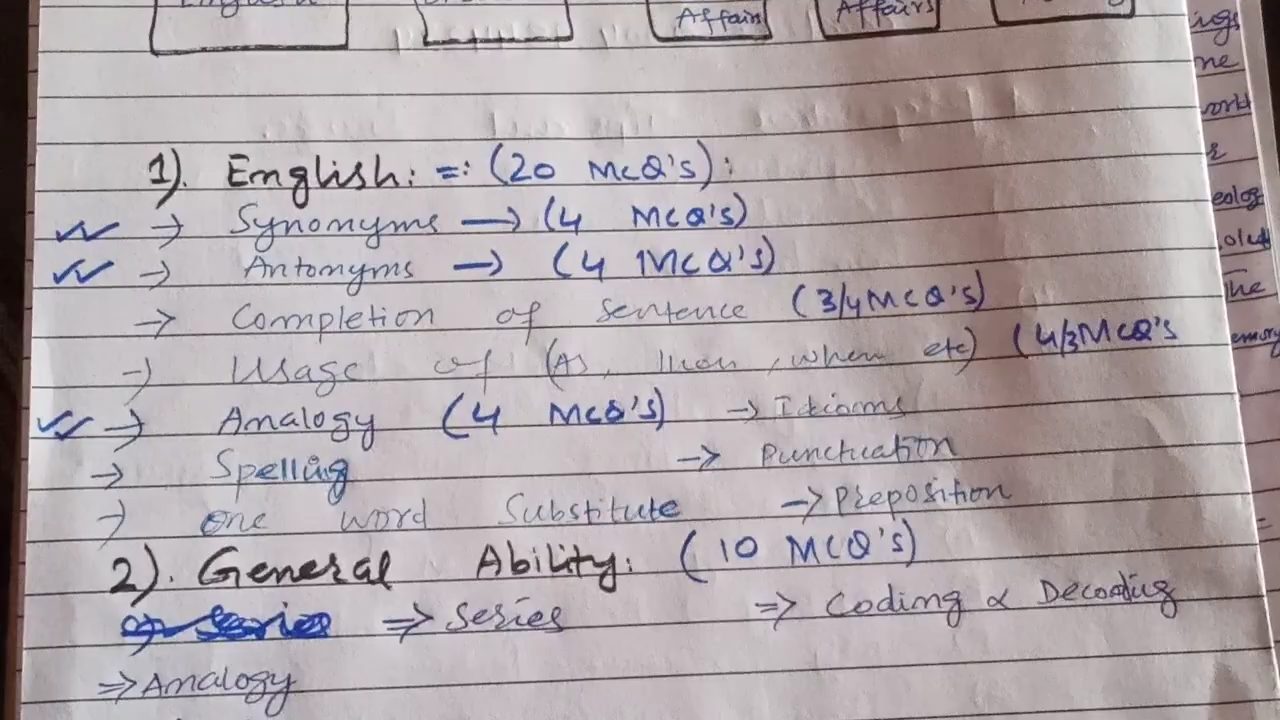 Affair Affairs
1). English: =: (20 MCQ's):
→ Synonyms → (4 MCQ's)
→ Antonyms → (4 MCQ's)
→ Completion of sentence (3/4 MCQ's)
→ Usage of (As, than, when etc) (4/3 MCQ's
→ Analogy (4 MCQ's) → Idioms
→ Spelling → Punctuation
→ One word Substitute → Preposition
2). General Ability: (10 MCQ's)
⇒ Series ⇒ Coding & Decoding
⇒ Analogy